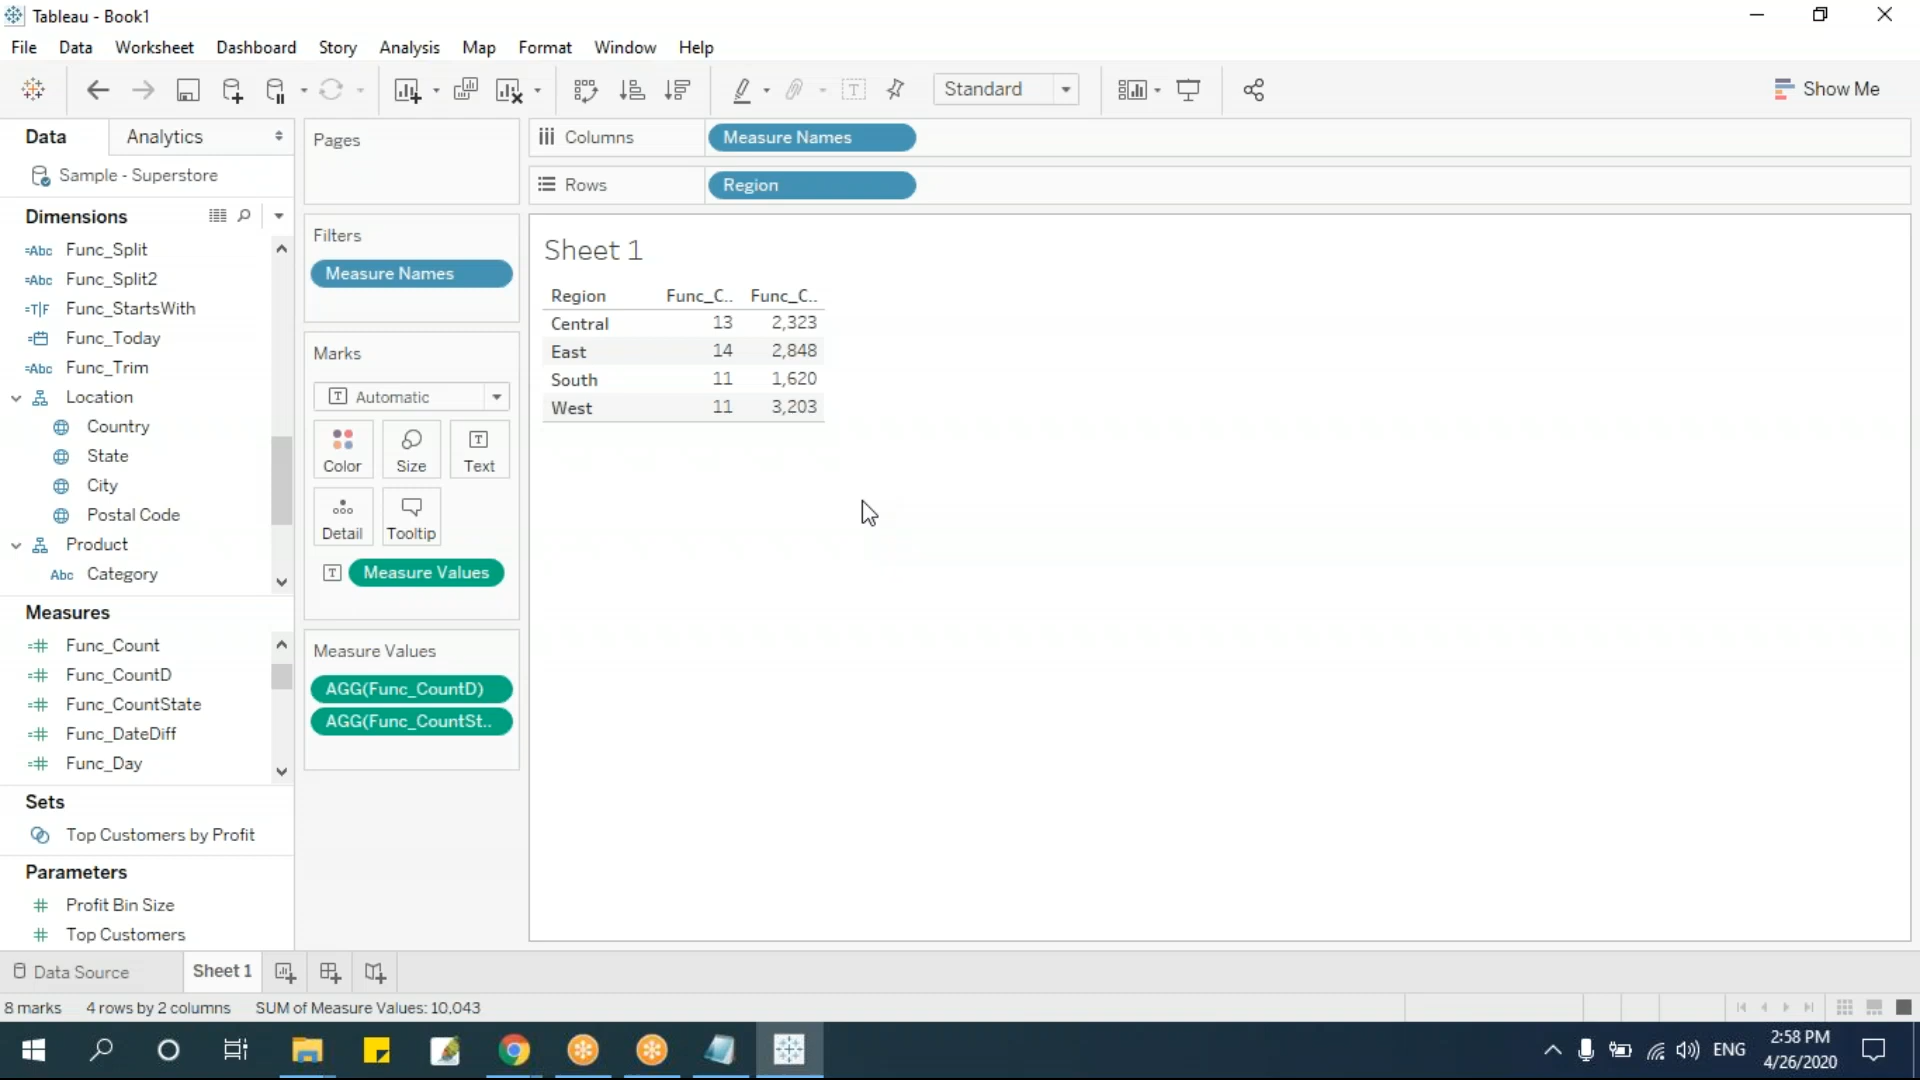 Tableau - Book1
File Data Worksheet Dashboard Story Analysis Map Format Window Help
Standard
Show Me
Data Analytics
Sample - Superstore
Dimensions
=Abc Func_Split
=Abc Func_Split2
=T|F Func_StartsWith
Func_Today
=Abc Func_Trim
Location
Country
State
City
Postal Code
Product
Abc Category
Measures
=# Func_Count
=# Func_CountD
=# Func_CountState
=# Func_DateDiff
=# Func_Day
Sets
Top Customers by Profit
Parameters
# Profit Bin Size
# Top Customers
Pages
Filters
Measure Names
Marks
T Automatic
Color Size Text
Detail Tooltip
T Measure Values
Measure Values
AGG(Func_CountD)
AGG(Func_CountSt..
Columns Measure Names
Rows Region
Sheet 1
Region Func_C.. Func_C..
Central 13 2,323
East 14 2,848
South 11 1,620
West 11 3,203
Data Source Sheet 1
8 marks 4 rows by 2 columns SUM of Measure Values: 10,043
ENG 2:58 PM
4/26/2020